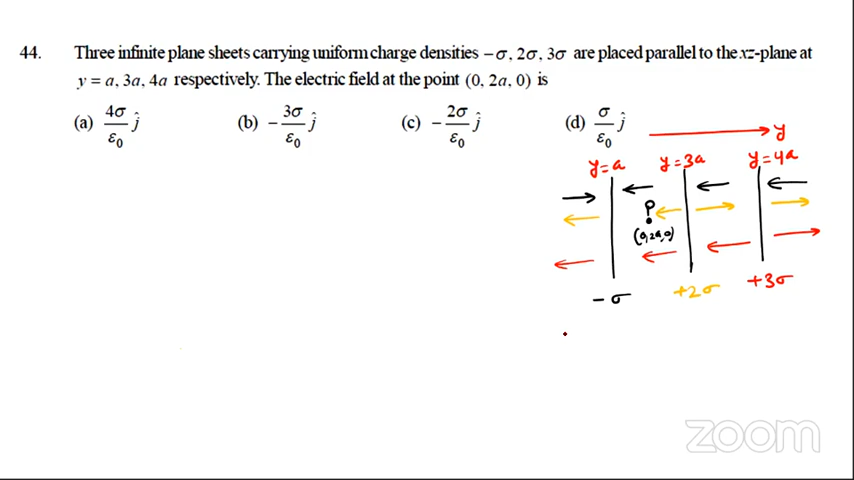 44. Three infinite plane sheets carrying uniform charge densities −σ, 2σ, 3σ are placed parallel to the xz-plane at
y = a, 3a, 4a respectively. The electric field at the point (0, 2a, 0) is
(a) 4σ/ε₀ ĵ (b) −3σ/ε₀ ĵ (c) −2σ/ε₀ ĵ (d) σ/ε₀ ĵ
y
y=a y=3a y=4a
P
(0,2a,0)
−σ +2σ +3σ
zoom